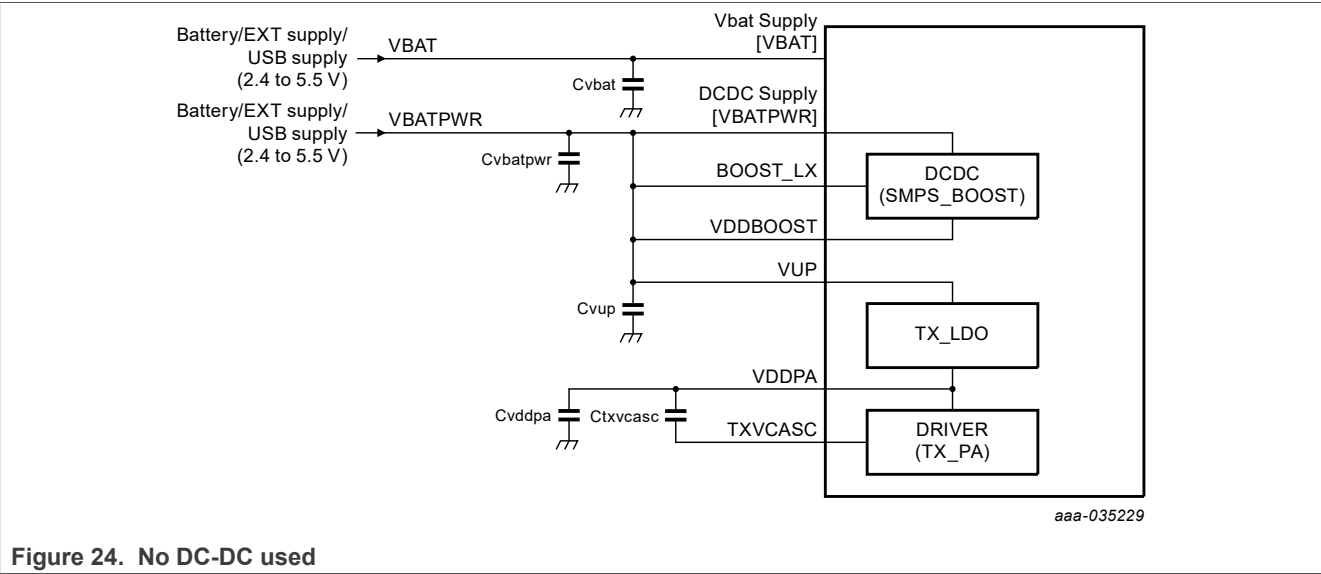 Battery/EXT supply/
USB supply
(2.4 to 5.5 V)
VBAT
Vbat Supply
[VBAT]
Cvbat
Battery/EXT supply/
USB supply
(2.4 to 5.5 V)
VBATPWR
DCDC Supply
[VBATPWR]
Cvbatpwr
BOOST_LX
DCDC
(SMPS_BOOST)
VDDBOOST
VUP
Cvup
TX_LDO
VDDPA
Cvddpa
Ctxvcasc
TXVCASC
DRIVER
(TX_PA)
aaa-035229
Figure 24. No DC-DC used